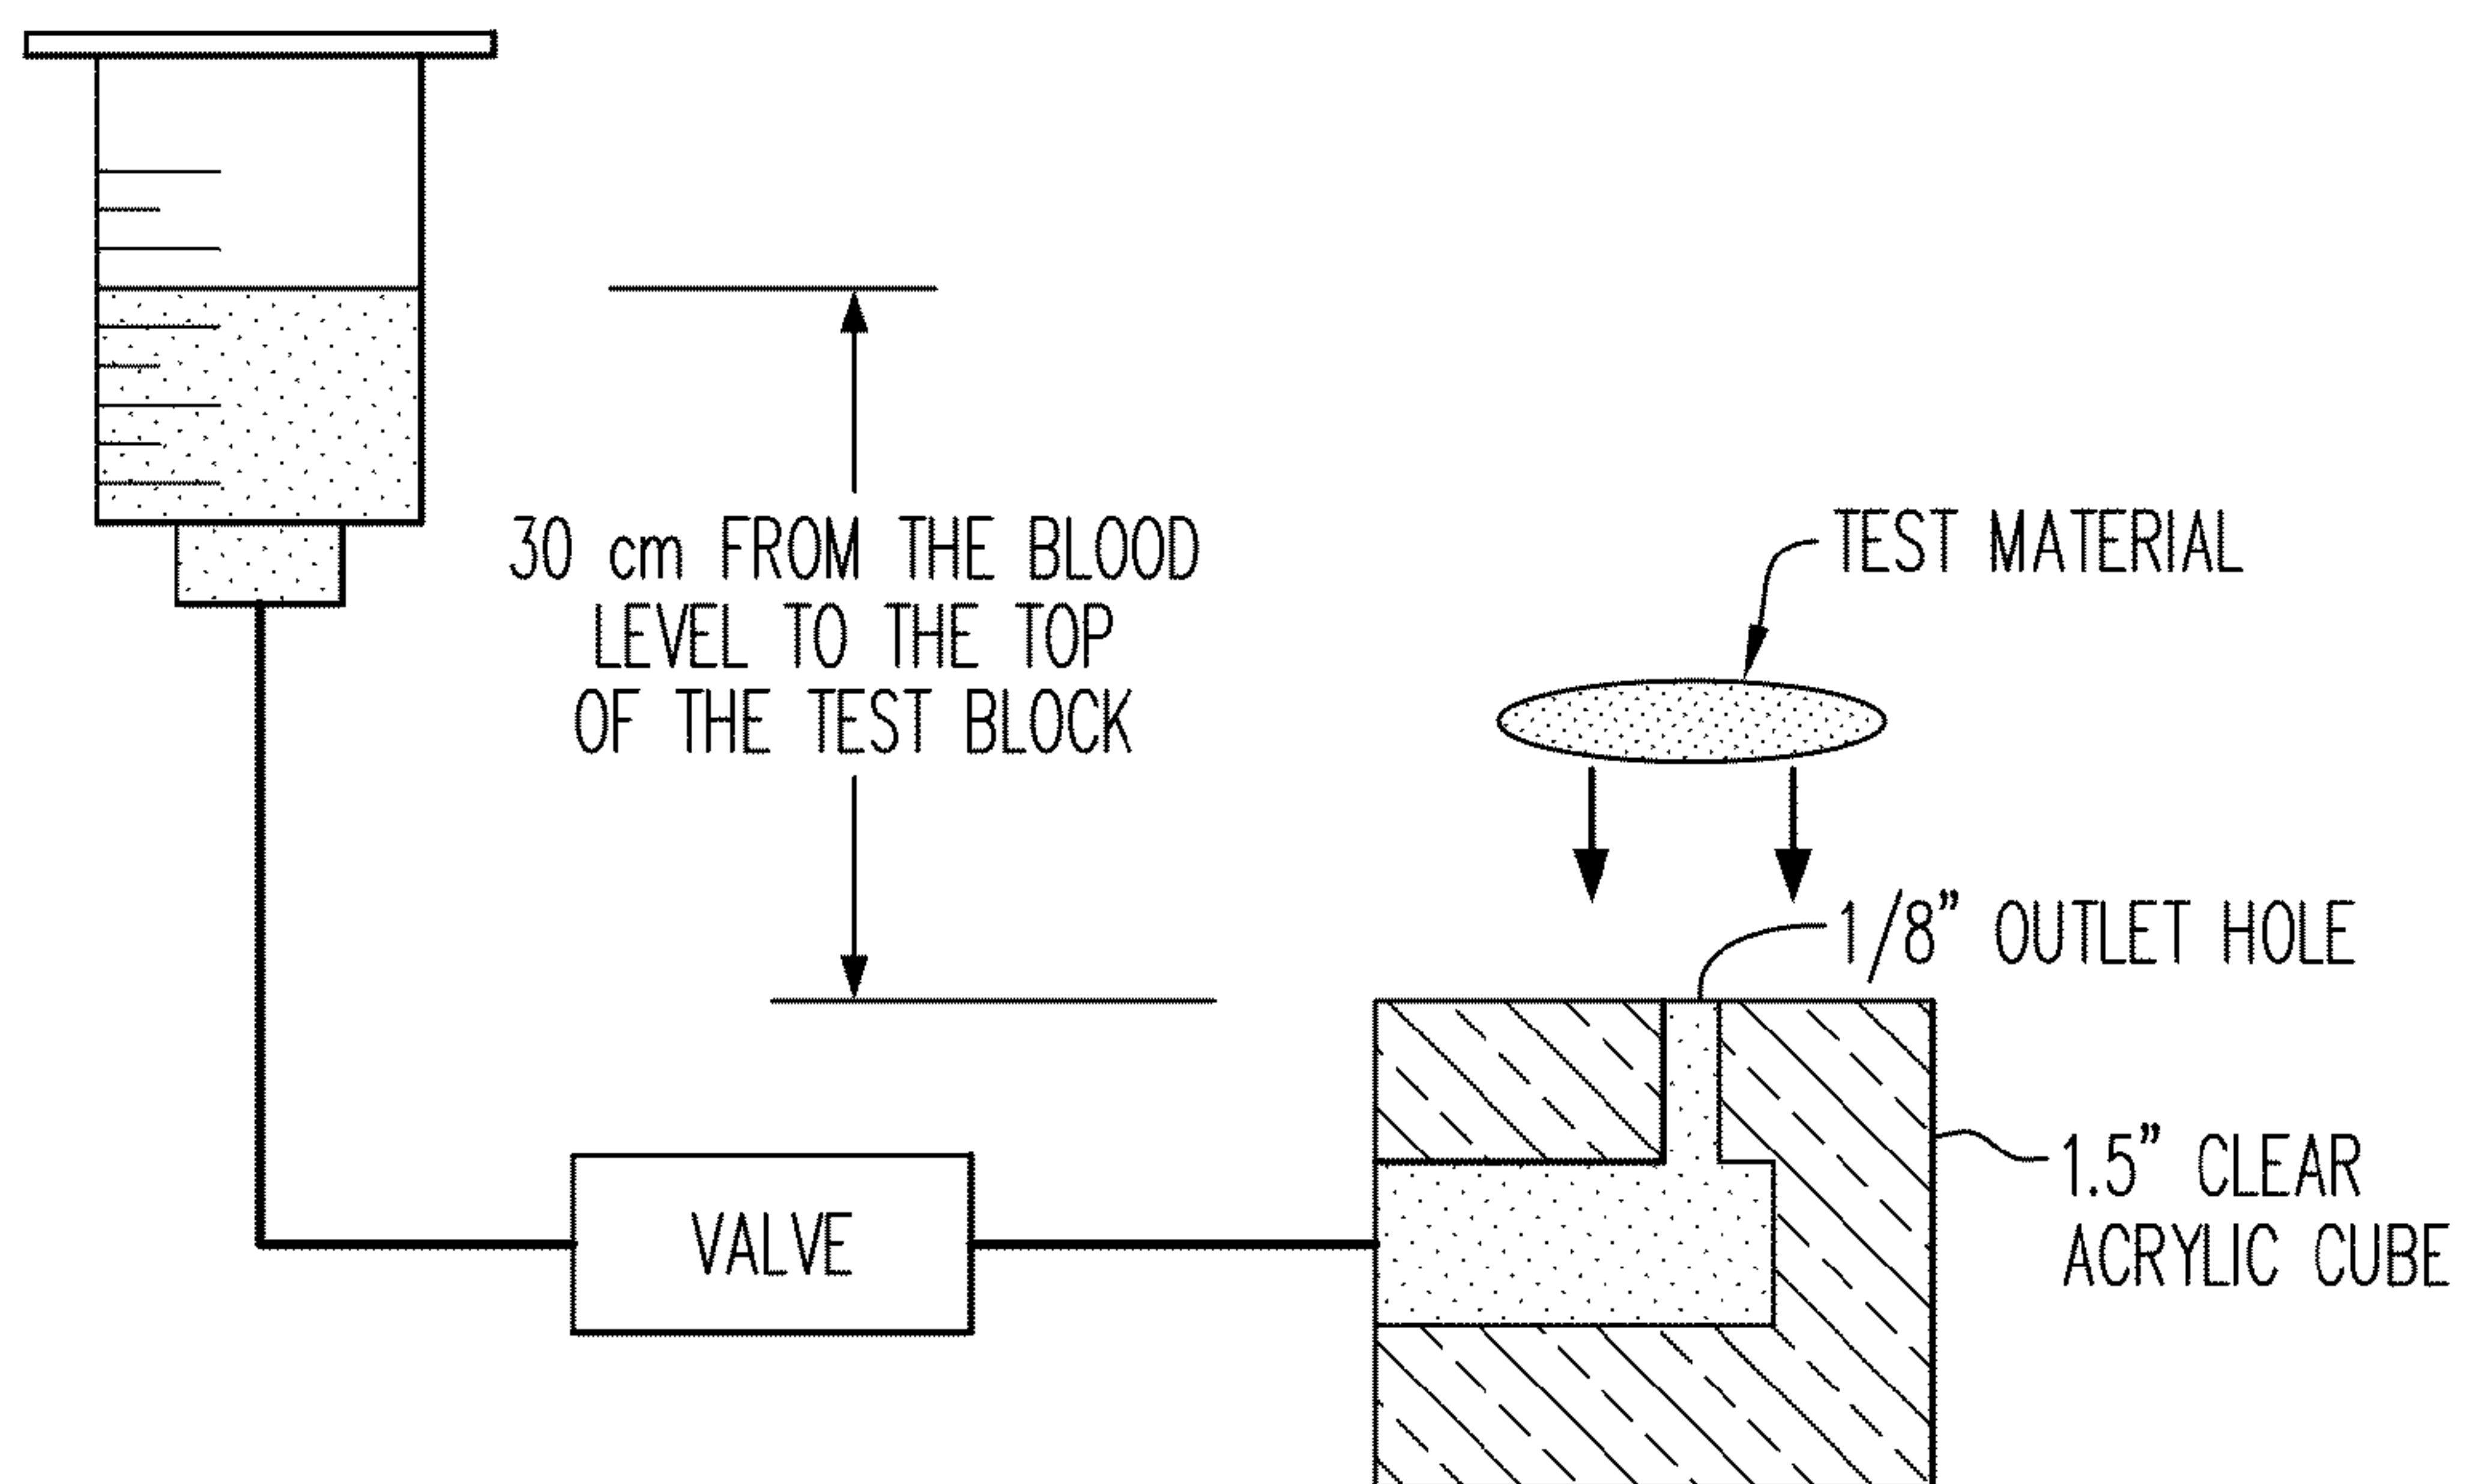 30 cm FROM THE BLOOD
LEVEL TO THE TOP
OF THE TEST BLOCK
TEST MATERIAL
1/8” OUTLET HOLE
VALVE
1.5” CLEAR
ACRYLIC CUBE